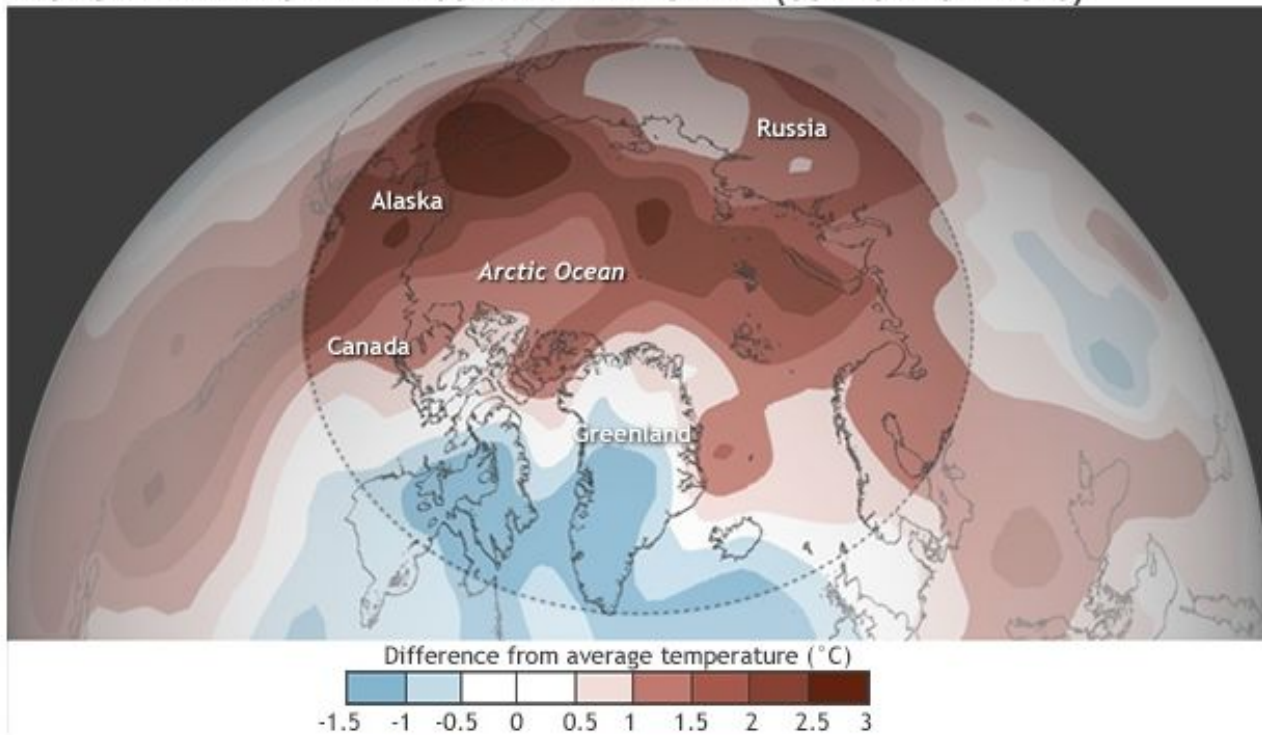 Russia
Alaska
Arctic Ocean
Canada
Greenland
Difference from average temperature (°C)
-1.5 -1 -0.5 0 0.5 1 1.5 2 2.5 3